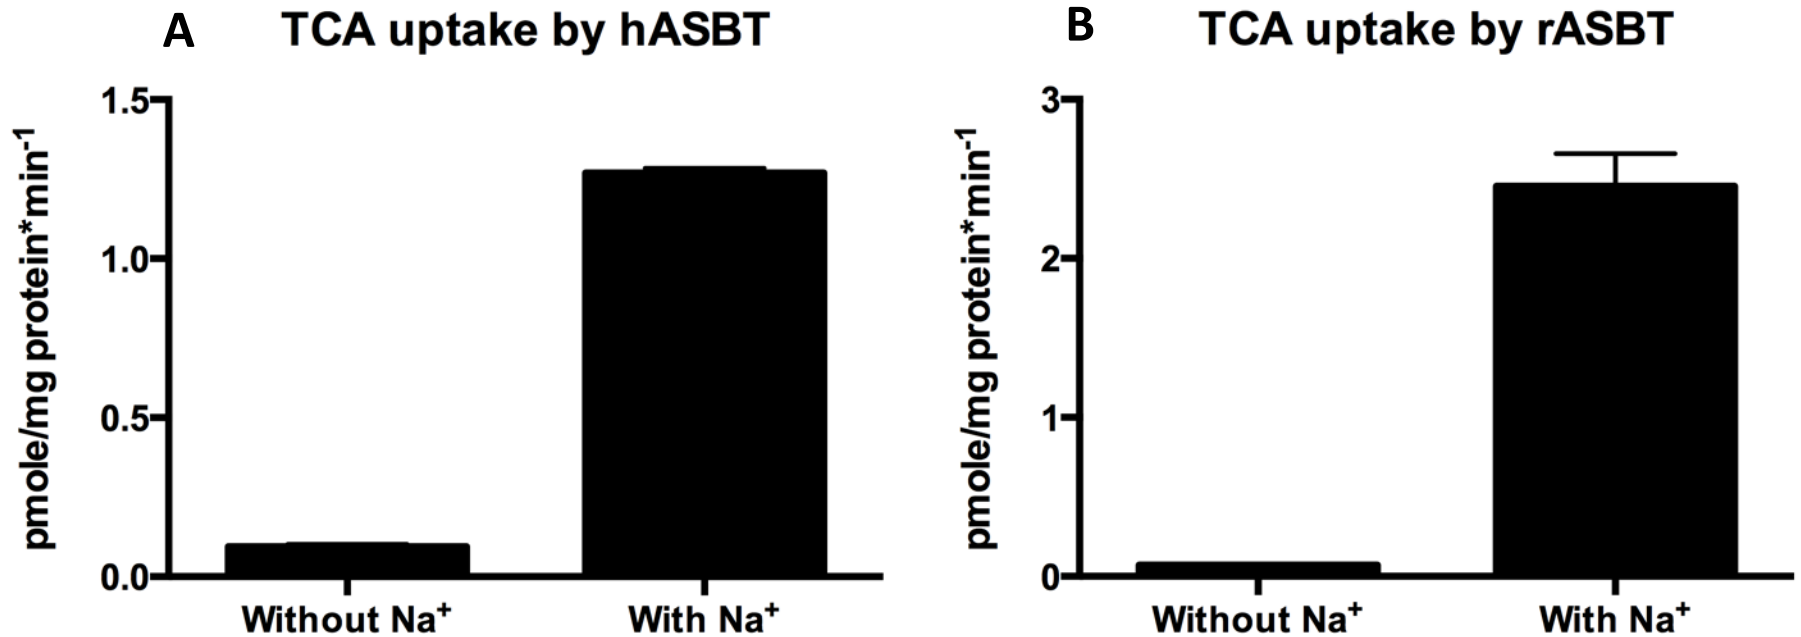 A
TCA uptake by hASBT
pmole/mg protein*min⁻¹
1.5
1.0
0.5
0.0
Without Na⁺
With Na⁺
B
TCA uptake by rASBT
pmole/mg protein*min⁻¹
3
2
1
0
Without Na⁺
With Na⁺